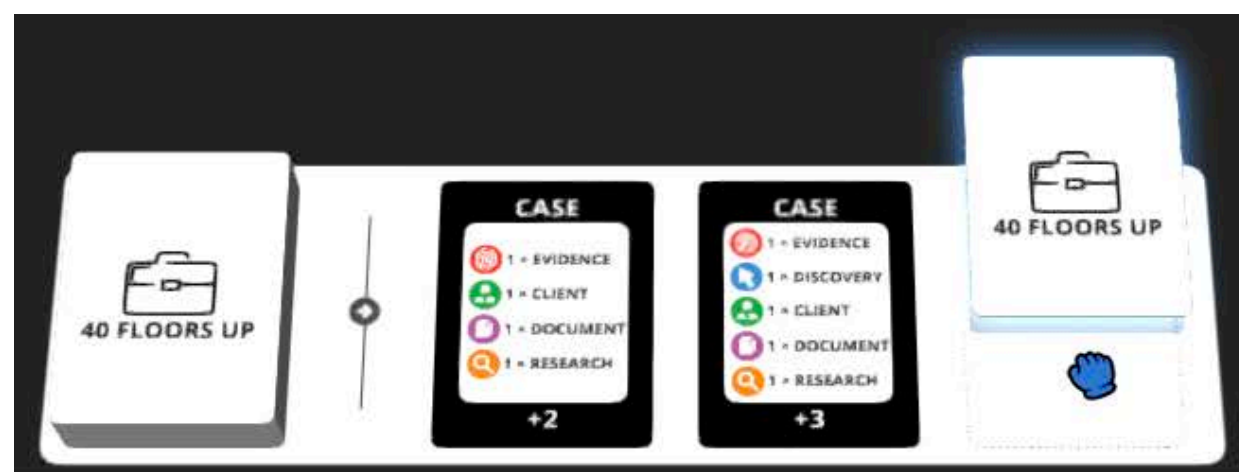 40 FLOORS UP
CASE
1 × EVIDENCE
1 × CLIENT
1 × DOCUMENT
1 × RESEARCH
+2
CASE
1 × EVIDENCE
1 × DISCOVERY
1 × CLIENT
1 × DOCUMENT
1 × RESEARCH
+3
40 FLOORS UP